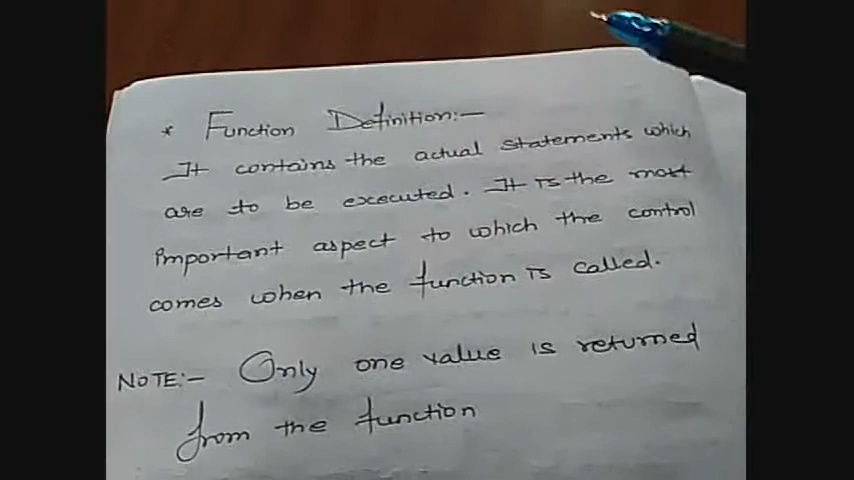 * Function Definition:-
It contains the actual statements which
are to be executed. It is the most
important aspect to which the control
comes when the function is called.
NOTE:- Only one value is returned
from the function